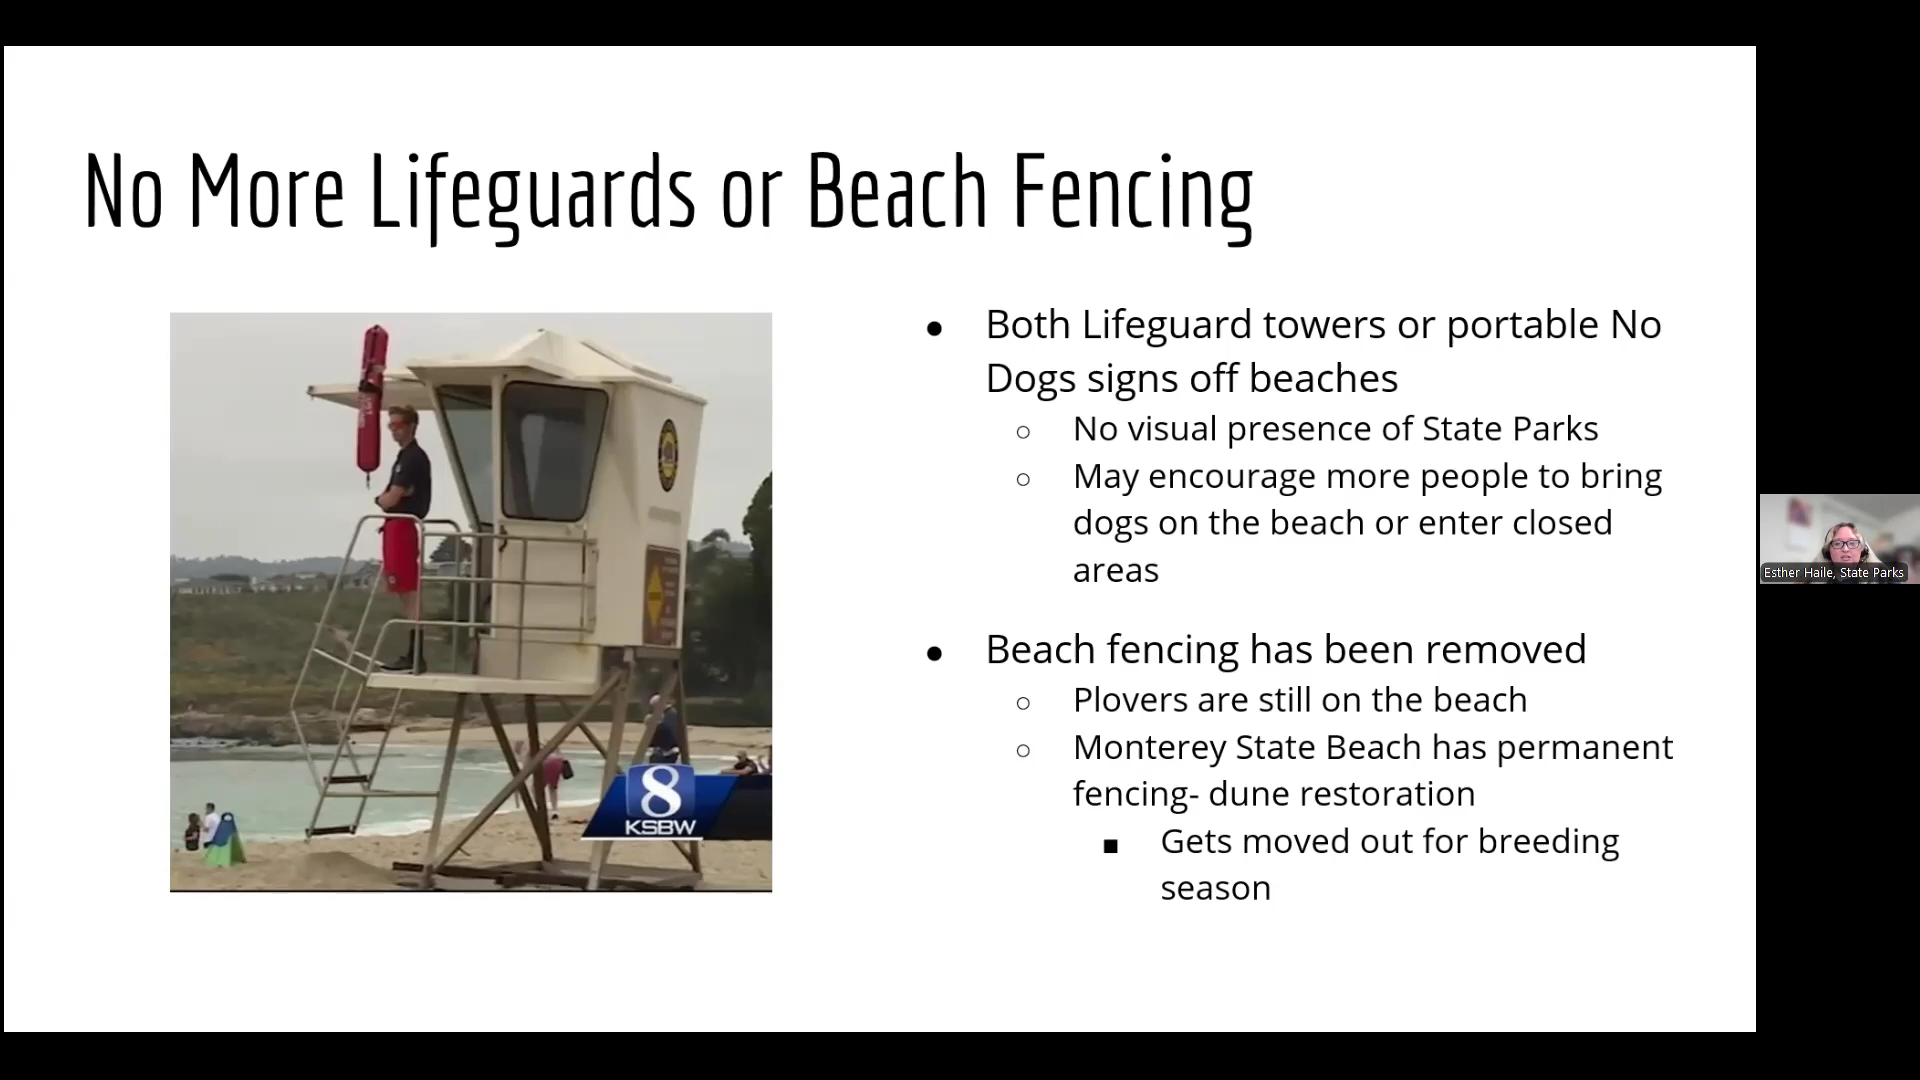 No More Lifeguards or Beach Fencing
● Both Lifeguard towers or portable No
Dogs signs off beaches
○ No visual presence of State Parks
○ May encourage more people to bring
dogs on the beach or enter closed
areas
● Beach fencing has been removed
○ Plovers are still on the beach
○ Monterey State Beach has permanent
fencing- dune restoration
■ Gets moved out for breeding
season
8
KSBW
Esther Haile, State Parks